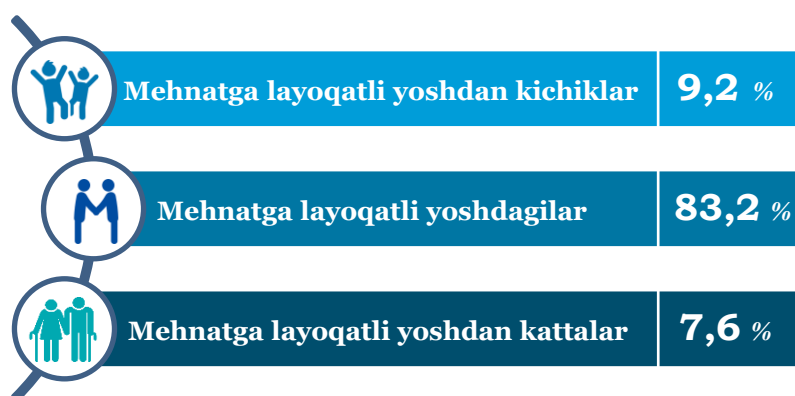 Mehnatga layoqatli yoshdan kichiklar 9,2 %
Mehnatga layoqatli yoshdagilar 83,2 %
Mehnatga layoqatli yoshdan kattalar 7,6 %